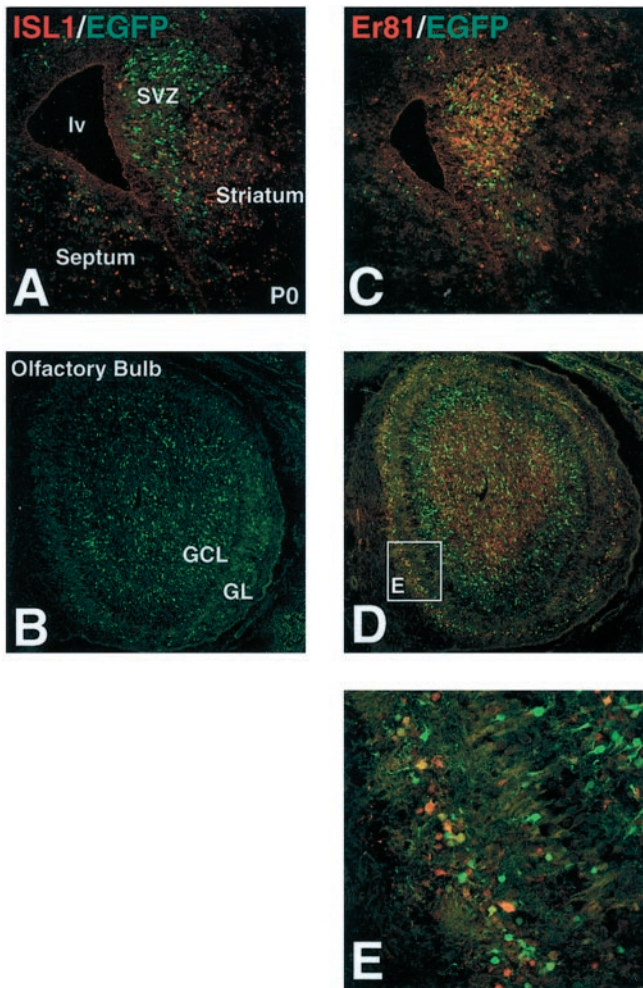 ISL1/EGFP
SVZ
lv
Striatum
Septum
A
P0
Er81/EGFP
C
Olfactory Bulb
GCL
GL
B
E
D
E